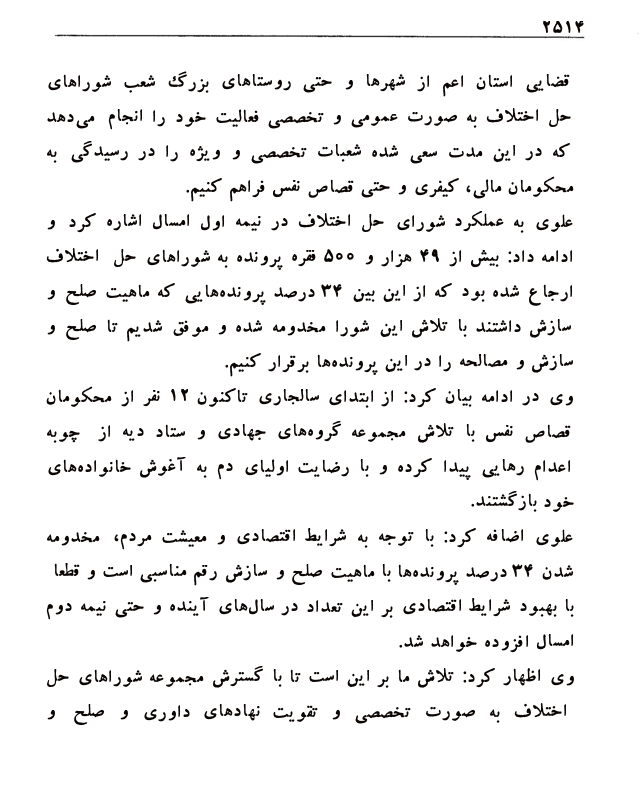 ۲۵۱۴
قضایی استان اعم از شهرها و حتی روستاهای بزرگ شعب شوراهای
حل اختلاف به صورت عمومی و تخصصی فعالیت خود را انجام می‌دهد
که در این مدت سعی شده شعبات تخصصی و ویژه را در رسیدگی به
محکومان مالی، کیفری و حتی قصاص نفس فراهم کنیم.
علوی به عملکرد شورای حل اختلاف در نیمه اول امسال اشاره کرد و
ادامه داد: بیش از ۴۹ هزار و ۵۰۰ فقره پرونده به شوراهای حل اختلاف
ارجاع شده بود که از این بین ۳۴ درصد پرونده‌هایی که ماهیت صلح و
سازش داشتند با تلاش این شورا مخدومه شده و موفق شدیم تا صلح و
سازش و مصالحه را در این پرونده‌ها برقرار کنیم.
وی در ادامه بیان کرد: از ابتدای سالجاری تاکنون ۱۲ نفر از محکومان
قصاص نفس با تلاش مجموعه گروه‌های جهادی و ستاد دیه از چوبه
اعدام رهایی پیدا کرده و با رضایت اولیای دم به آغوش خانواده‌های
خود بازگشتند.
علوی اضافه کرد: با توجه به شرایط اقتصادی و معیشت مردم، مخدومه
شدن ۳۴ درصد پرونده‌ها با ماهیت صلح و سازش رقم مناسبی است و قطعا
با بهبود شرایط اقتصادی بر این تعداد در سال‌های آینده و حتی نیمه دوم
امسال افزوده خواهد شد.
وی اظهار کرد: تلاش ما بر این است تا با گسترش مجموعه شوراهای حل
اختلاف به صورت تخصصی و تقویت نهادهای داوری و صلح و